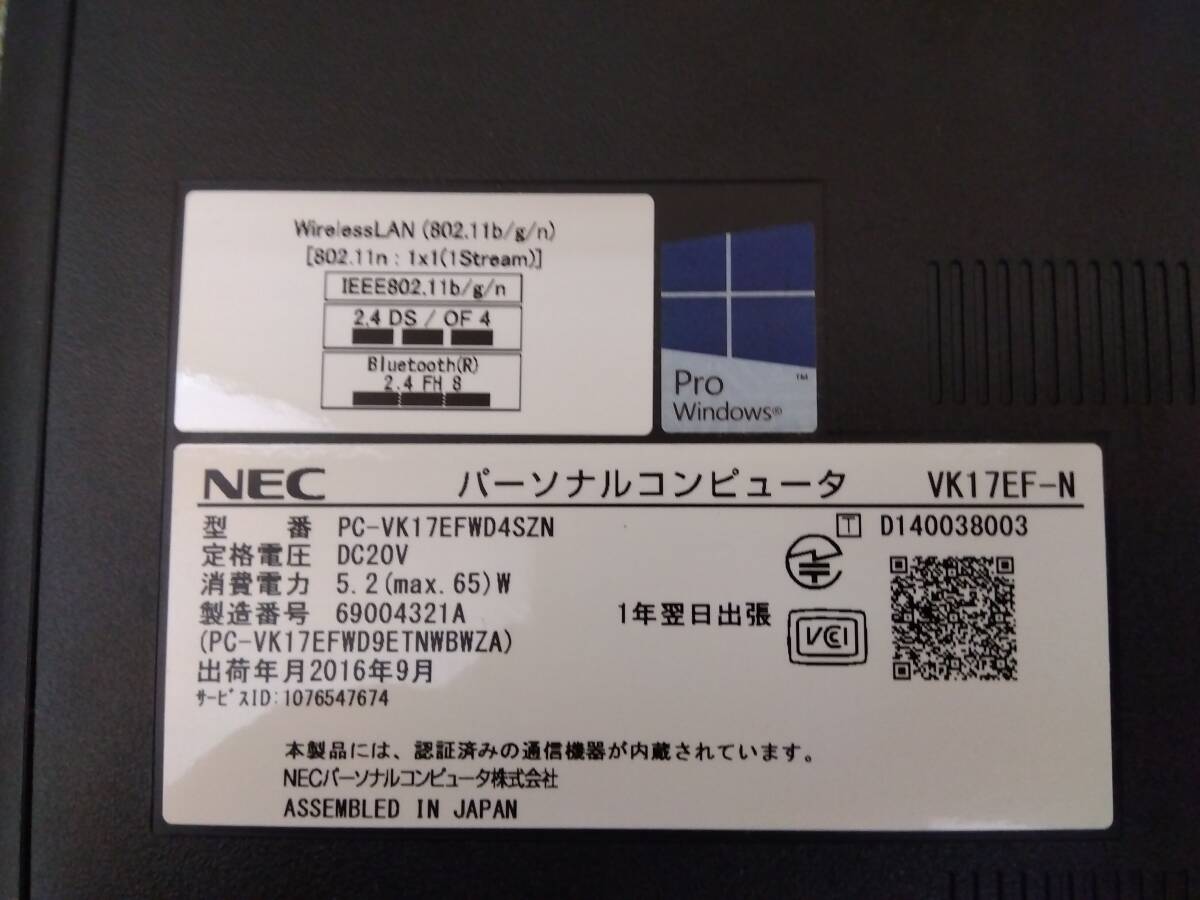 WirelessLAN (802.11b/g/n)
[802.11n : 1x1(1Stream)]
IEEE802.11b/g/n
2.4 DS / OF 4
Bluetooth(R)
2.4 FH 8
Pro
Windows®
™
NEC パーソナルコンピュータ VK17EF-N
型番 PC-VK17EFWD4SZN
T D140038003
定格電圧 DC20V
消費電力 5.2(max.65)W
製造番号 69004321A
1年翌日出張
VCCI
(PC-VK17EFWD9ETNWBWZA)
出荷年月2016年9月
ｻｰﾋﾞｽID:1076547674
本製品には、認証済みの通信機器が内蔵されています。
NECパーソナルコンピュータ株式会社
ASSEMBLED IN JAPAN